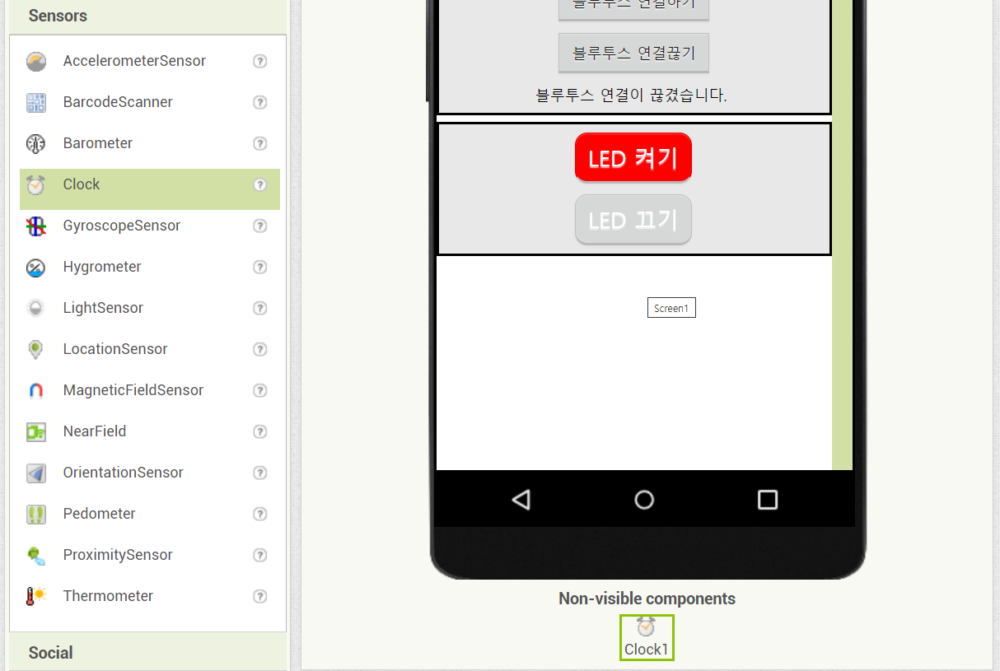 Sensors
AccelerometerSensor ?
BarcodeScanner ?
Barometer ?
Clock ?
GyroscopeSensor ?
Hygrometer ?
LightSensor ?
LocationSensor ?
MagneticFieldSensor ?
NearField ?
OrientationSensor ?
Pedometer ?
ProximitySensor ?
Thermometer ?
Social
블루투스 연결하기
블루투스 연결끊기
블루투스 연결이 끊겼습니다.
LED 켜기
LED 끄기
Screen1
Non-visible components
Clock1